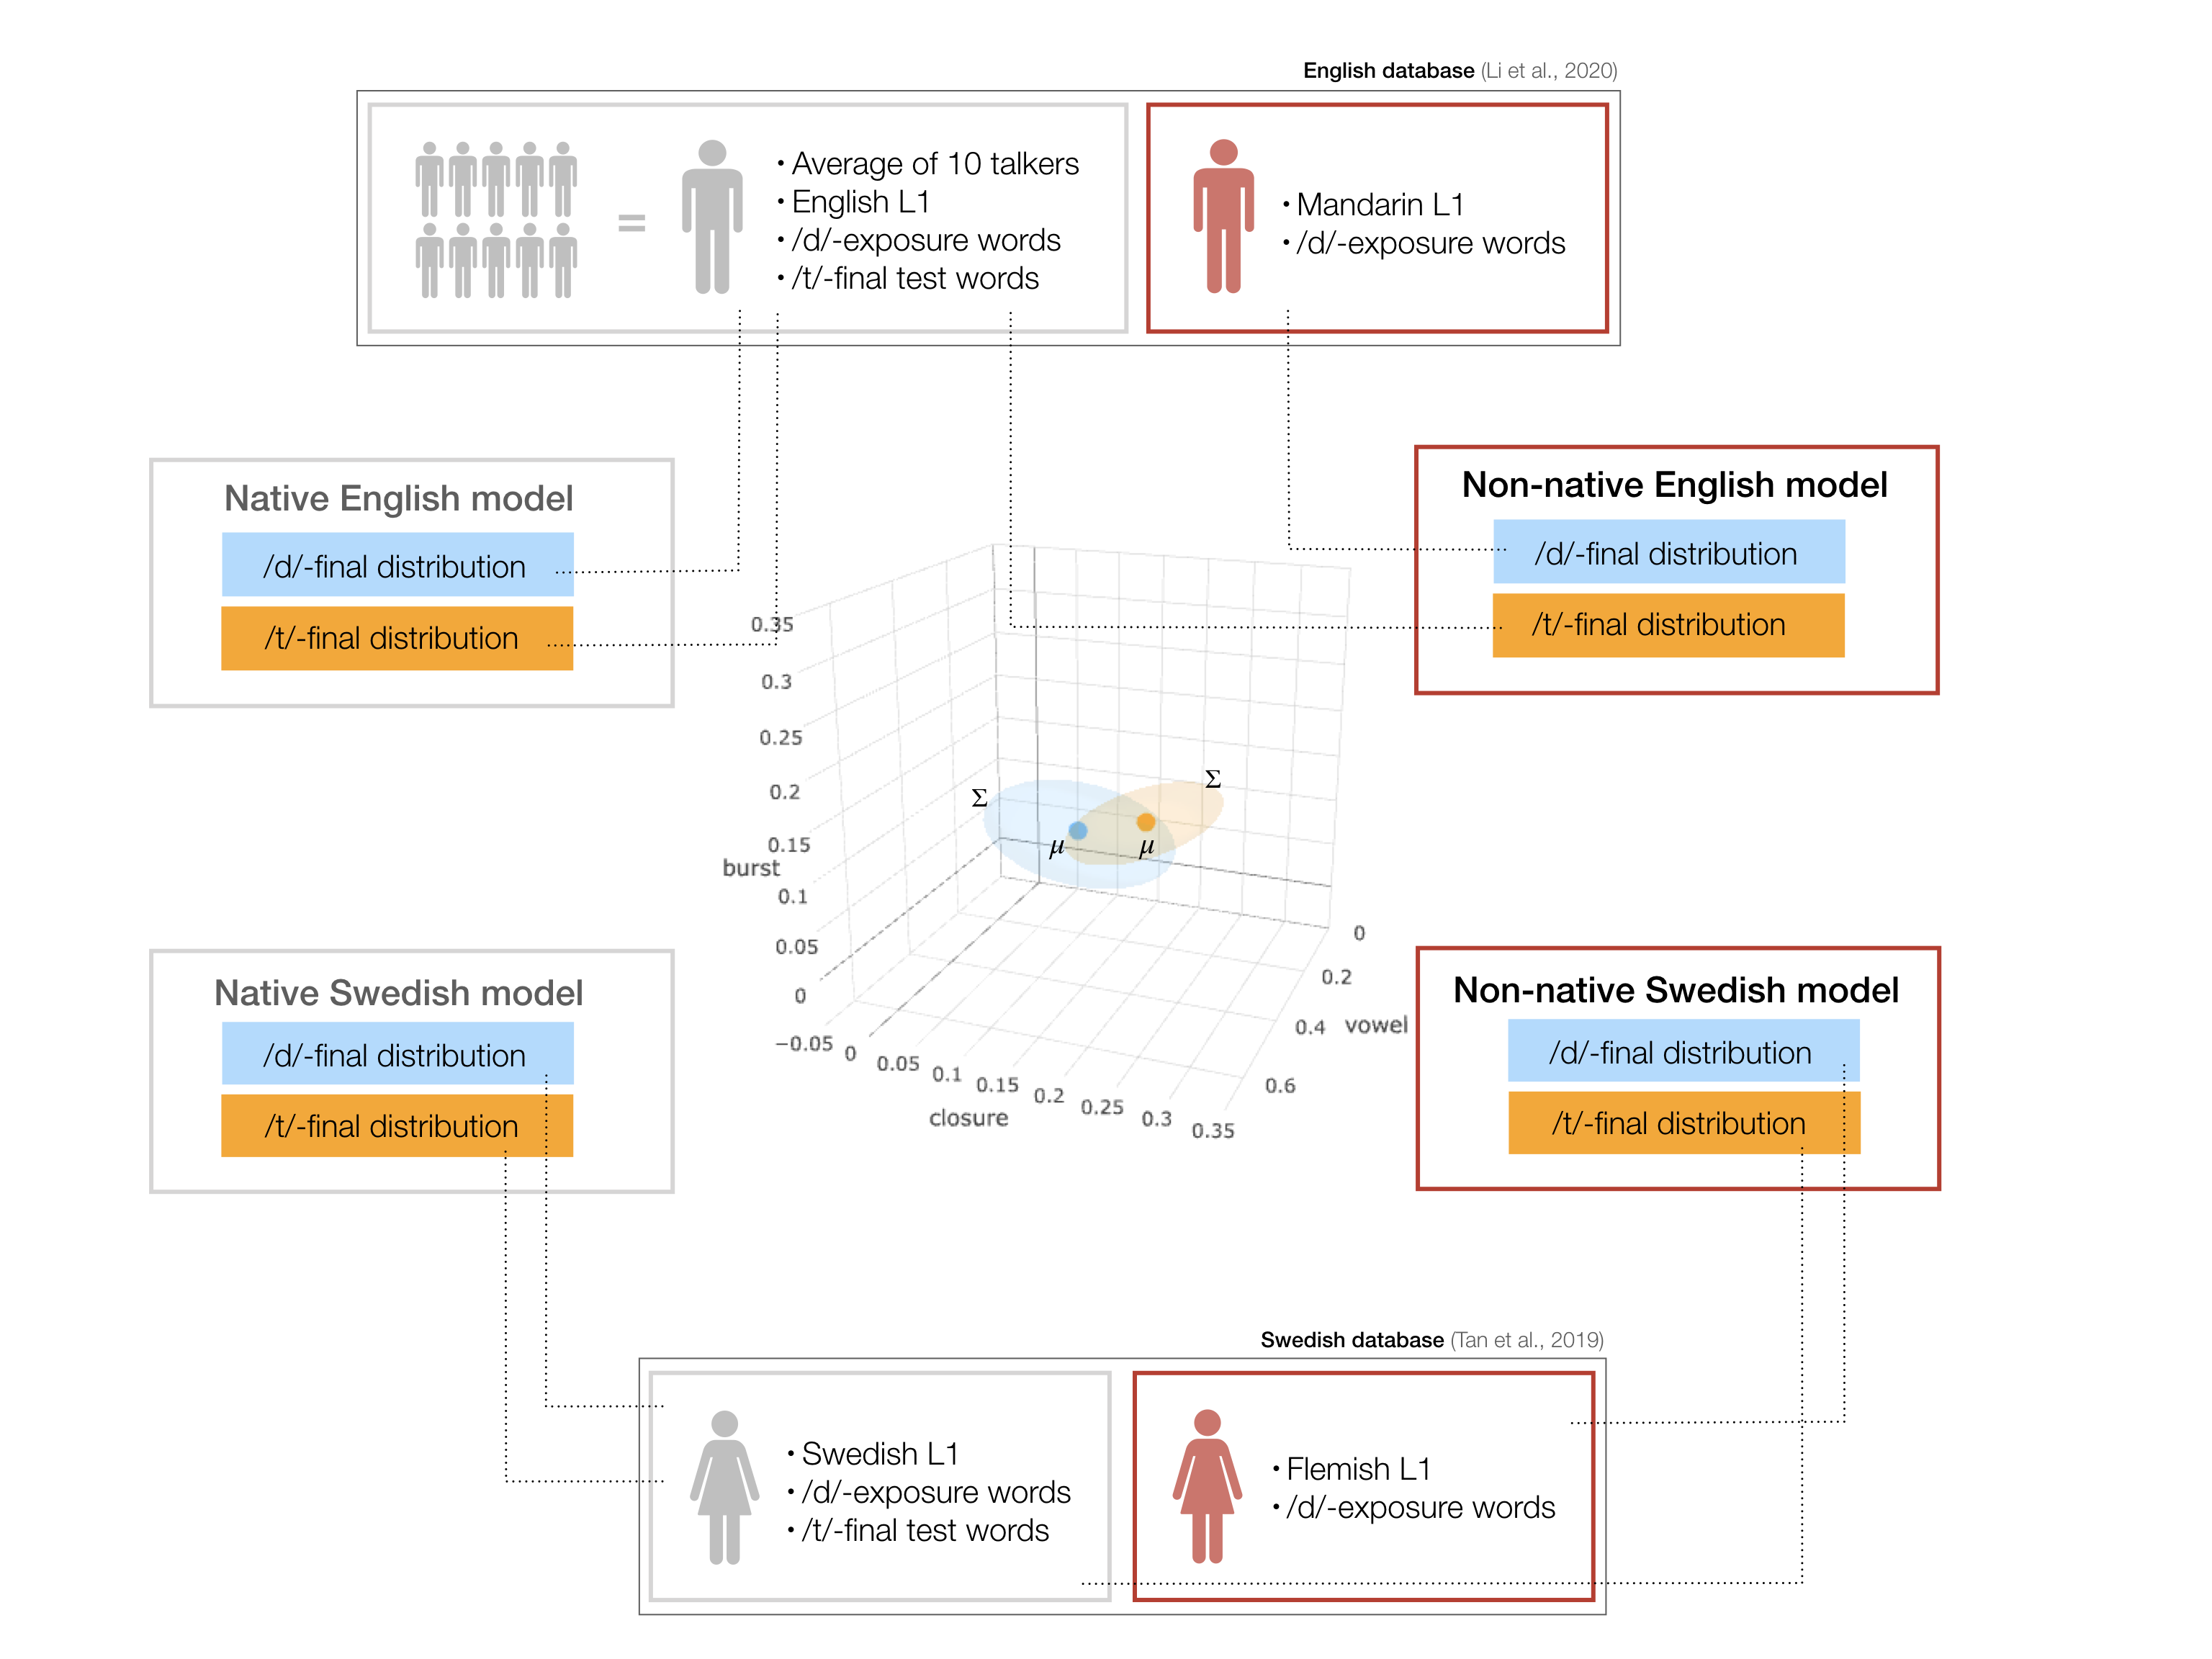 English database (Li et al., 2020)
• Average of 10 talkers
• English L1
• /d/-exposure words
• /t/-final test words
=
• Mandarin L1
• /d/-exposure words
Native English model
/d/-final distribution
/t/-final distribution
Non-native English model
/d/-final distribution
/t/-final distribution
0.35
0.3
0.25
0.2
0.15
burst
0.1
0.05
0
−0.05
Σ
Σ
μ
μ
0
0.05
0.1
0.15
0.2
0.25
0.3
0.35
closure
0
0.2
0.4
vowel
0.6
Native Swedish model
/d/-final distribution
/t/-final distribution
Non-native Swedish model
/d/-final distribution
/t/-final distribution
Swedish database (Tan et al., 2019)
• Swedish L1
• /d/-exposure words
• /t/-final test words
• Flemish L1
• /d/-exposure words